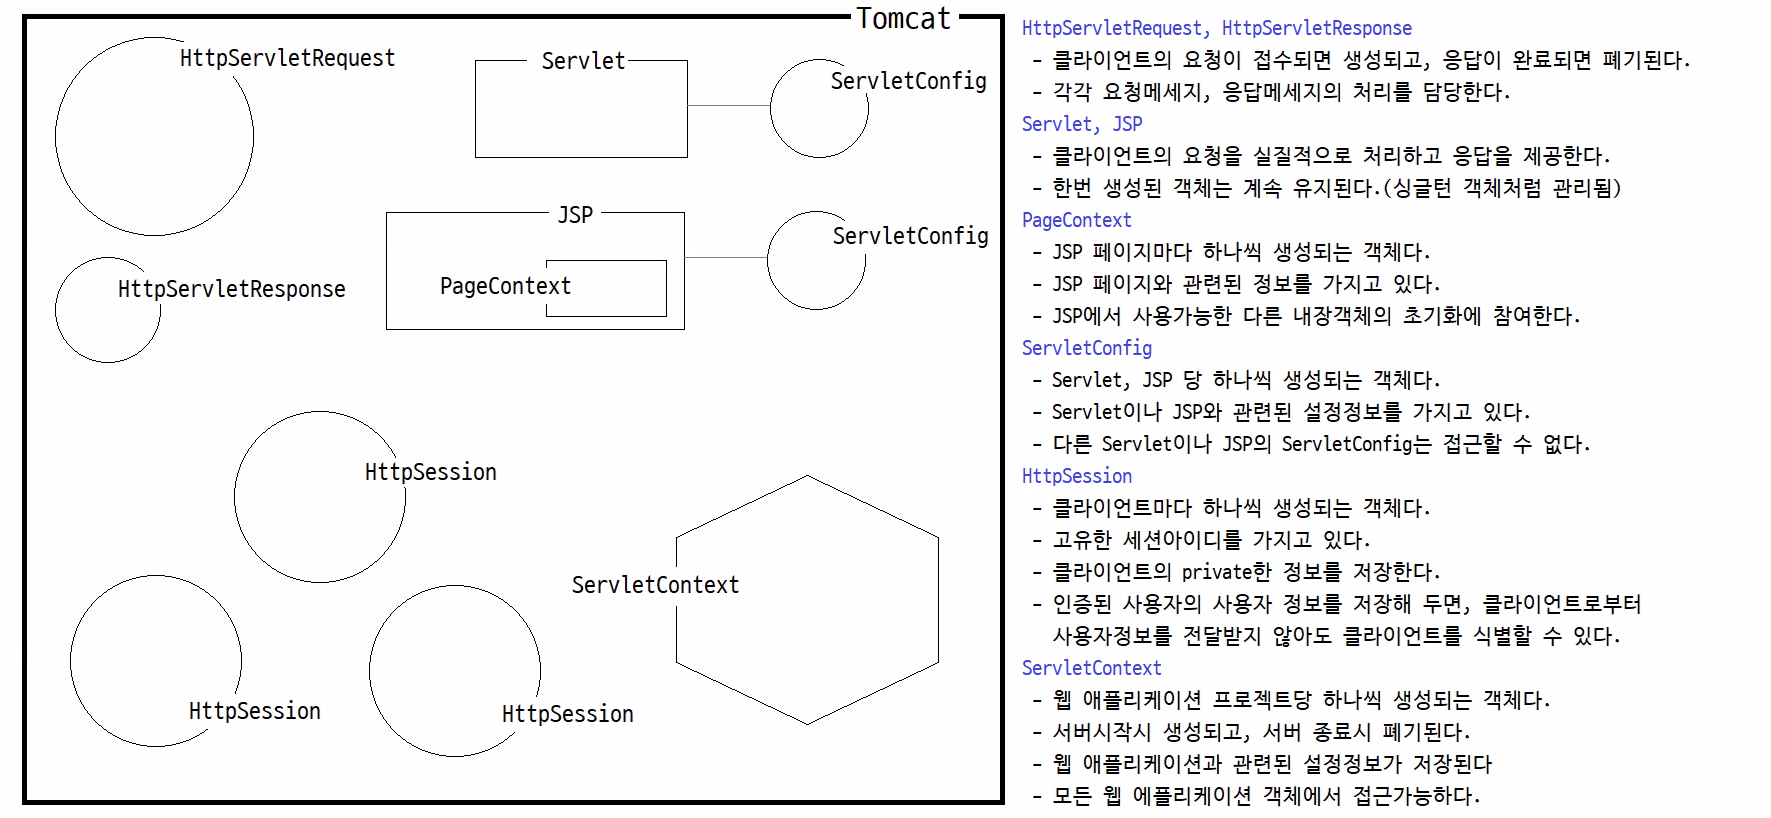 Tomcat
HttpServletRequest
Servlet
ServletConfig
JSP
ServletConfig
PageContext
HttpServletResponse
HttpSession
ServletContext
HttpSession
HttpSession
HttpServletRequest, HttpServletResponse
- 클라이언트의 요청이 접수되면 생성되고, 응답이 완료되면 폐기된다.
- 각각 요청메세지, 응답메세지의 처리를 담당한다.
Servlet, JSP
- 클라이언트의 요청을 실질적으로 처리하고 응답을 제공한다.
- 한번 생성된 객체는 계속 유지된다.(싱글턴 객체처럼 관리됨)
PageContext
- JSP 페이지마다 하나씩 생성되는 객체다.
- JSP 페이지와 관련된 정보를 가지고 있다.
- JSP에서 사용가능한 다른 내장객체의 초기화에 참여한다.
ServletConfig
- Servlet, JSP 당 하나씩 생성되는 객체다.
- Servlet이나 JSP와 관련된 설정정보를 가지고 있다.
- 다른 Servlet이나 JSP의 ServletConfig는 접근할 수 없다.
HttpSession
- 클라이언트마다 하나씩 생성되는 객체다.
- 고유한 세션아이디를 가지고 있다.
- 클라이언트의 private한 정보를 저장한다.
- 인증된 사용자의 사용자 정보를 저장해 두면, 클라이언트로부터
사용자정보를 전달받지 않아도 클라이언트를 식별할 수 있다.
ServletContext
- 웹 애플리케이션 프로젝트당 하나씩 생성되는 객체다.
- 서버시작시 생성되고, 서버 종료시 폐기된다.
- 웹 애플리케이션과 관련된 설정정보가 저장된다
- 모든 웹 에플리케이션 객체에서 접근가능하다.